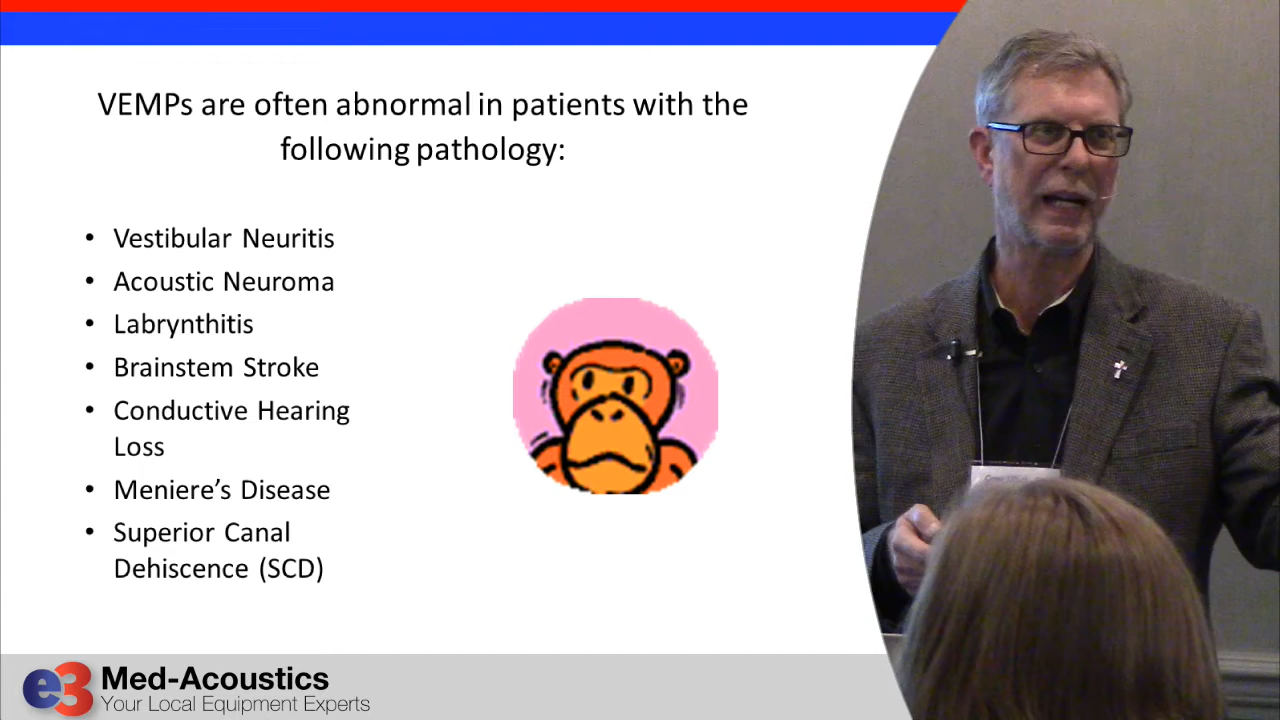 VEMPs are often abnormal in patients with the
following pathology:
• Vestibular Neuritis
• Acoustic Neuroma
• Labrynthitis
• Brainstem Stroke
• Conductive Hearing
Loss
• Meniere’s Disease
• Superior Canal
Dehiscence (SCD)
e3 Med-Acoustics
Your Local Equipment Experts